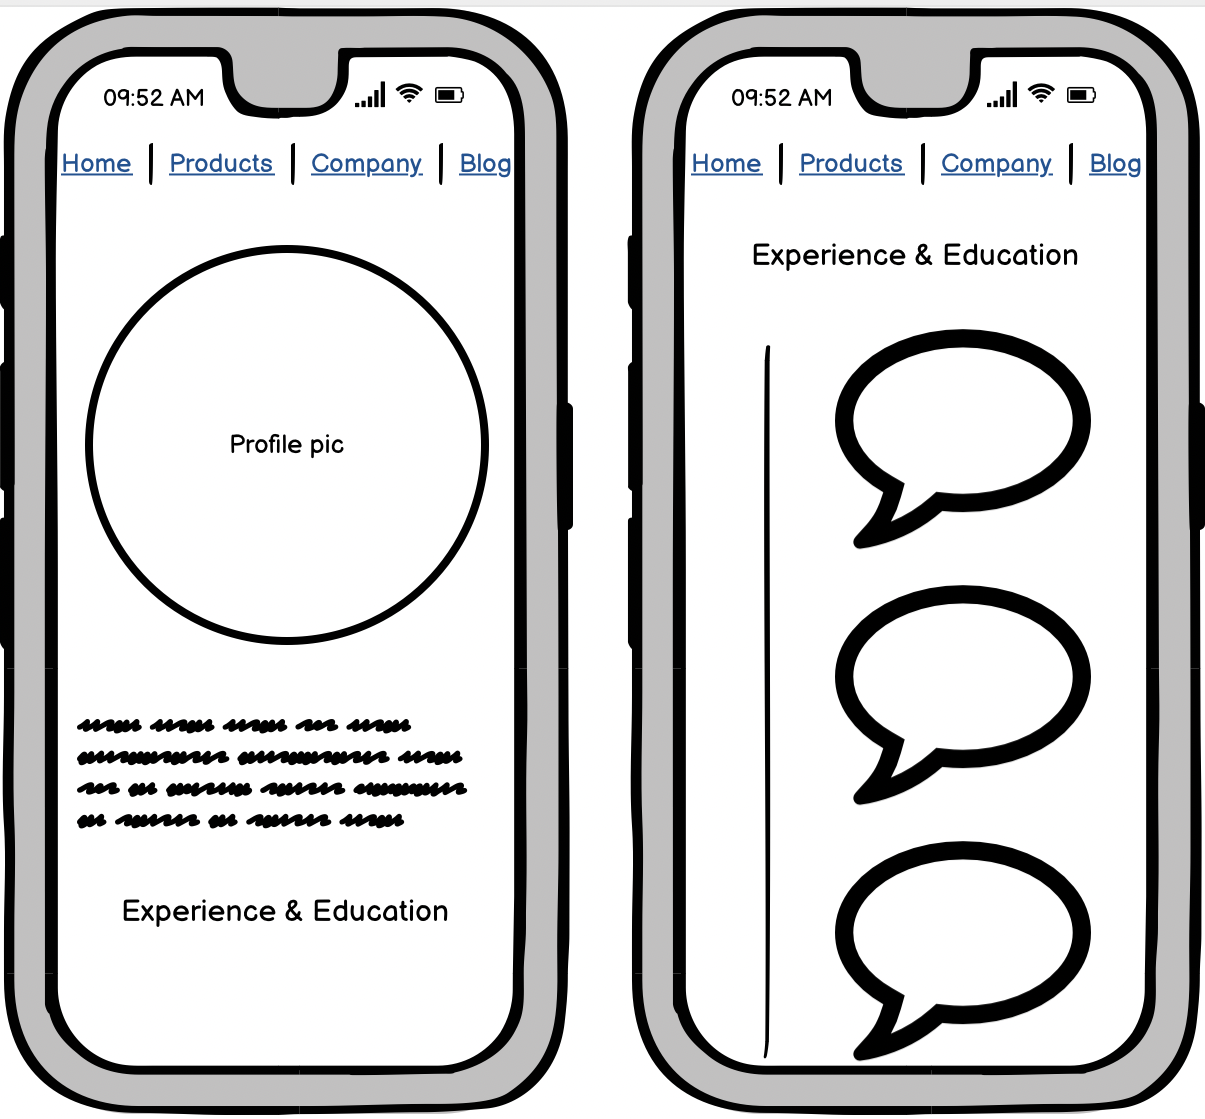 09:52 AM
Home | Products | Company | Blog
Profile pic
Experience & Education
09:52 AM
Home | Products | Company | Blog
Experience & Education